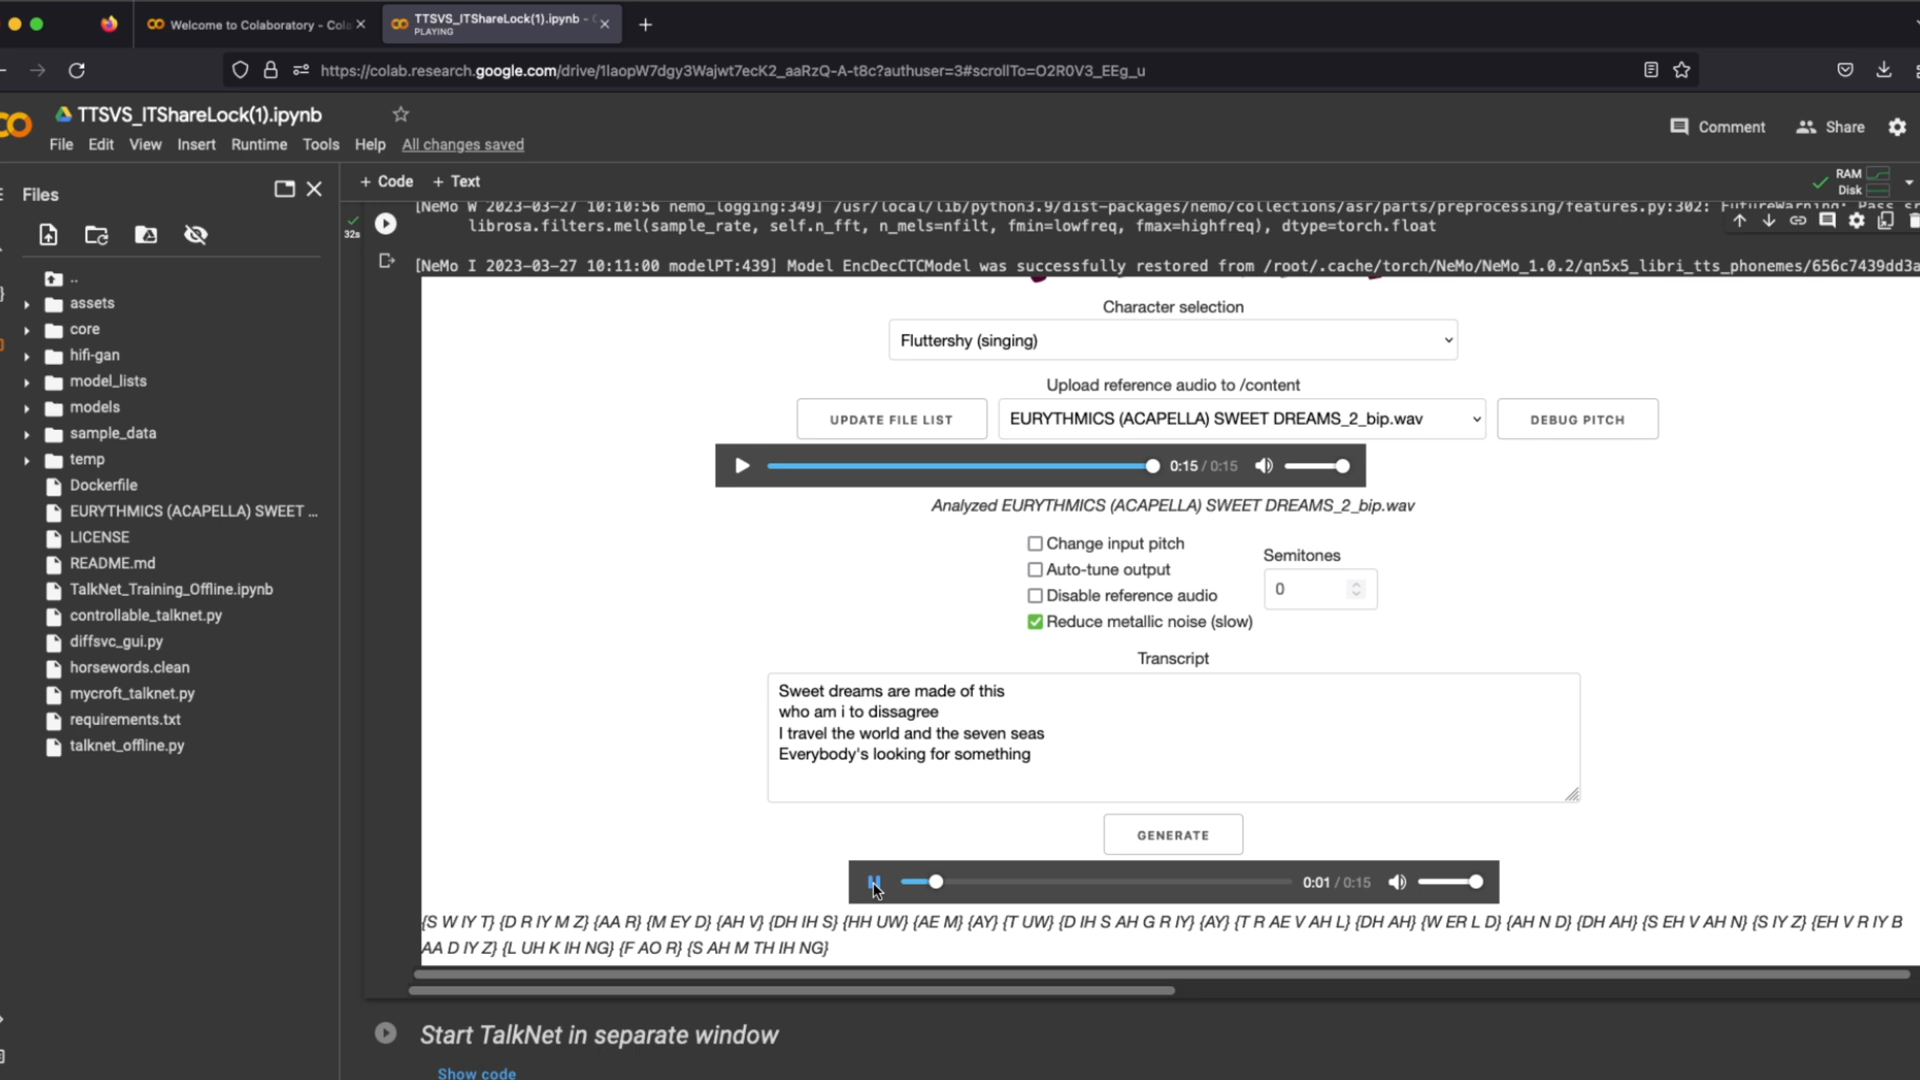 Welcome to Colaboratory - Cola
TTSVS_ITShareLock(1).ipynb - C
PLAYING
https://colab.research.google.com/drive/1laopW7dgy3Wajwt7ecK2_aaRzQ-A-t8c?authuser=3#scrollTo=O2R0V3_EEg_u
TTSVS_ITShareLock(1).ipynb
Comment
Share
File Edit View Insert Runtime Tools Help All changes saved
Files
+ Code + Text
RAM
Disk
[NeMo W 2023-03-27 10:10:56 nemo_logging:349] /usr/local/lib/python3.9/dist-packages/nemo/collections/asr/parts/preprocessing/features.py:302: FutureWarning: Pass
32s
librosa.filters.mel(sample_rate, self.n_fft, n_mels=nfilt, fmin=lowfreq, fmax=highfreq), dtype=torch.float
[NeMo I 2023-03-27 10:11:00 modelPT:439] Model EncDecCTCModel was successfully restored from /root/.cache/torch/NeMo/NeMo_1.0.2/qn5x5_libri_tts_phonemes/656c7439dd3a
..
assets
core
hifi-gan
model_lists
models
sample_data
temp
Dockerfile
EURYTHMICS (ACAPELLA) SWEET ...
LICENSE
README.md
TalkNet_Training_Offline.ipynb
controllable_talknet.py
diffsvc_gui.py
horsewords.clean
mycroft_talknet.py
requirements.txt
talknet_offline.py
Character selection
Fluttershy (singing)
Upload reference audio to /content
UPDATE FILE LIST
EURYTHMICS (ACAPELLA) SWEET DREAMS_2_bip.wav
DEBUG PITCH
0:15 / 0:15
Analyzed EURYTHMICS (ACAPELLA) SWEET DREAMS_2_bip.wav
Change input pitch
Auto-tune output
Disable reference audio
Reduce metallic noise (slow)
Semitones
0
Transcript
Sweet dreams are made of this
who am i to dissagree
I travel the world and the seven seas
Everybody's looking for something
GENERATE
0:01 / 0:15
{S W IY T} {D R IY M Z} {AA R} {M EY D} {AH V} {DH IH S} {HH UW} {AE M} {AY} {T UW} {D IH S AH G R IY} {AY} {T R AE V AH L} {DH AH} {W ER L D} {AH N D} {DH AH} {S EH V AH N} {S IY Z} {EH V R IY B
AA D IY Z} {L UH K IH NG} {F AO R} {S AH M TH IH NG}
Start TalkNet in separate window
Show code